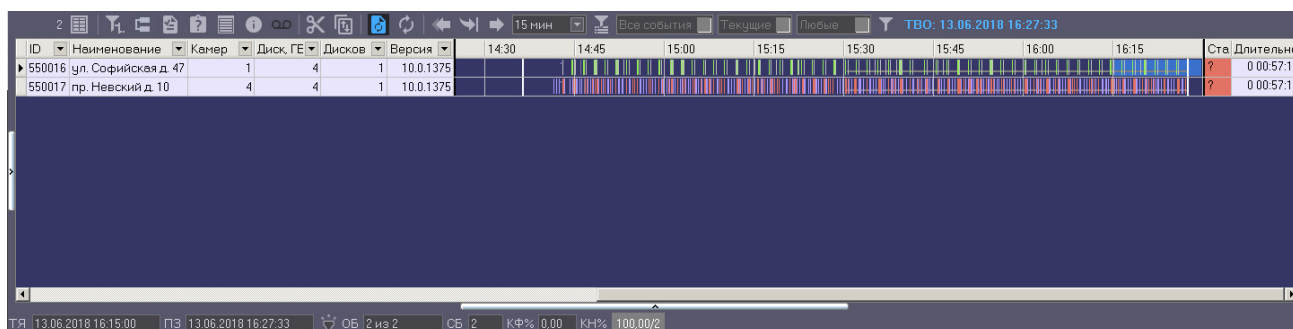 2 15 мин Все события Текущие Любые ТВО: 13.06.2018 16:27:33
ID Наименование Камер Диск, ГЕ Дисков Версия 14:30 14:45 15:00 15:15 15:30 15:45 16:00 16:15 Ста Длительно
550016 ул. Софийская д. 47 1 4 1 10.0.1375 ? 0 00:57:1
550017 пр. Невский д. 10 4 4 1 10.0.1375 ? 0 00:57:1
ТЯ 13.06.2018 16:15:00 ПЗ 13.06.2018 16:27:33 ОБ 2 из 2 СБ 2 КФ% 0,00 КН% 100,00/2